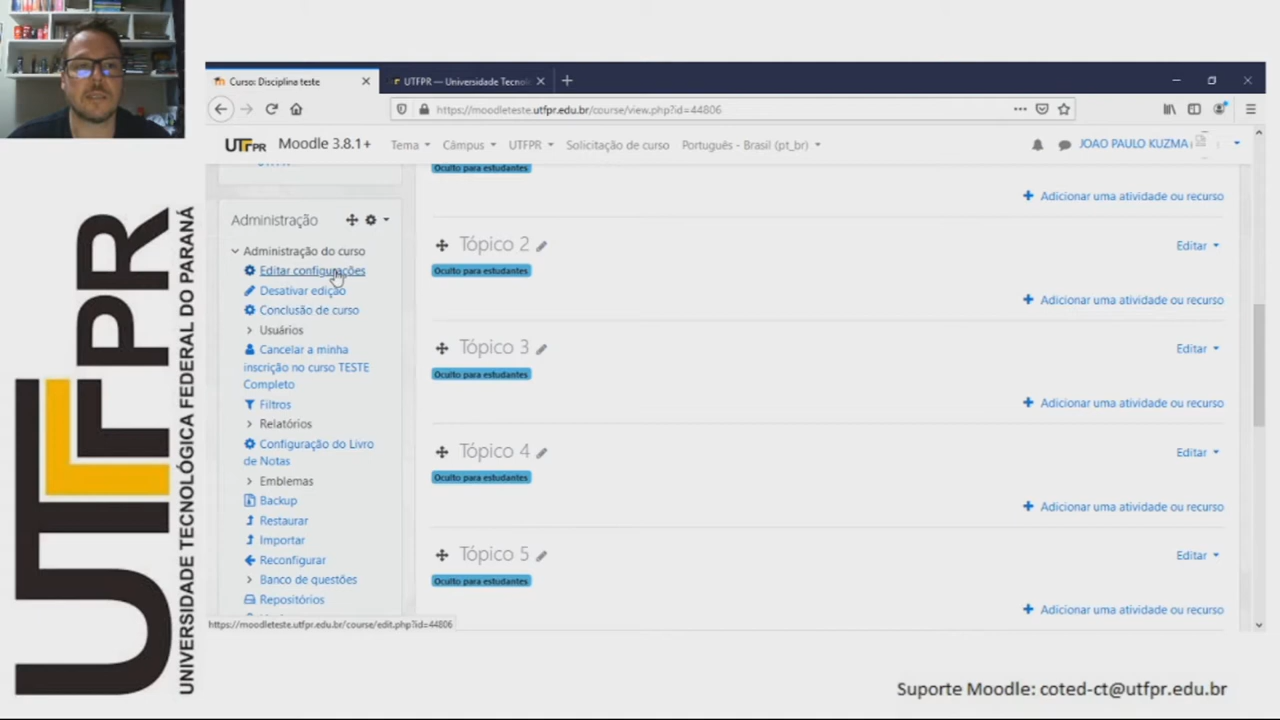 Curso: Disciplina teste
UTFPR — Universidade Tecno
https://moodleteste.utfpr.edu.br/course/view.php?id=44806
UTFPR Moodle 3.8.1+ Tema Câmpus UTFPR Solicitação de curso Português - Brasil (pt_br) JOAO PAULO KUZMA
Administração
Administração do curso
Editar configurações
Desativar edição
Conclusão de curso
Usuários
Cancelar a minha
inscrição no curso TESTE
Completo
Filtros
Relatórios
Configuração do Livro
de Notas
Emblemas
Backup
Restaurar
Importar
Reconfigurar
Banco de questões
Repositórios
https://moodleteste.utfpr.edu.br/course/edit.php?id=44806
Oculto para estudantes
+ Adicionar uma atividade ou recurso
Tópico 2 Editar
Oculto para estudantes
+ Adicionar uma atividade ou recurso
Tópico 3 Editar
Oculto para estudantes
+ Adicionar uma atividade ou recurso
Tópico 4 Editar
Oculto para estudantes
+ Adicionar uma atividade ou recurso
Tópico 5 Editar
Oculto para estudantes
+ Adicionar uma atividade ou recurso
UTFPR
UNIVERSIDADE TECNOLÓGICA FEDERAL DO PARANÁ
Suporte Moodle: coted-ct@utfpr.edu.br